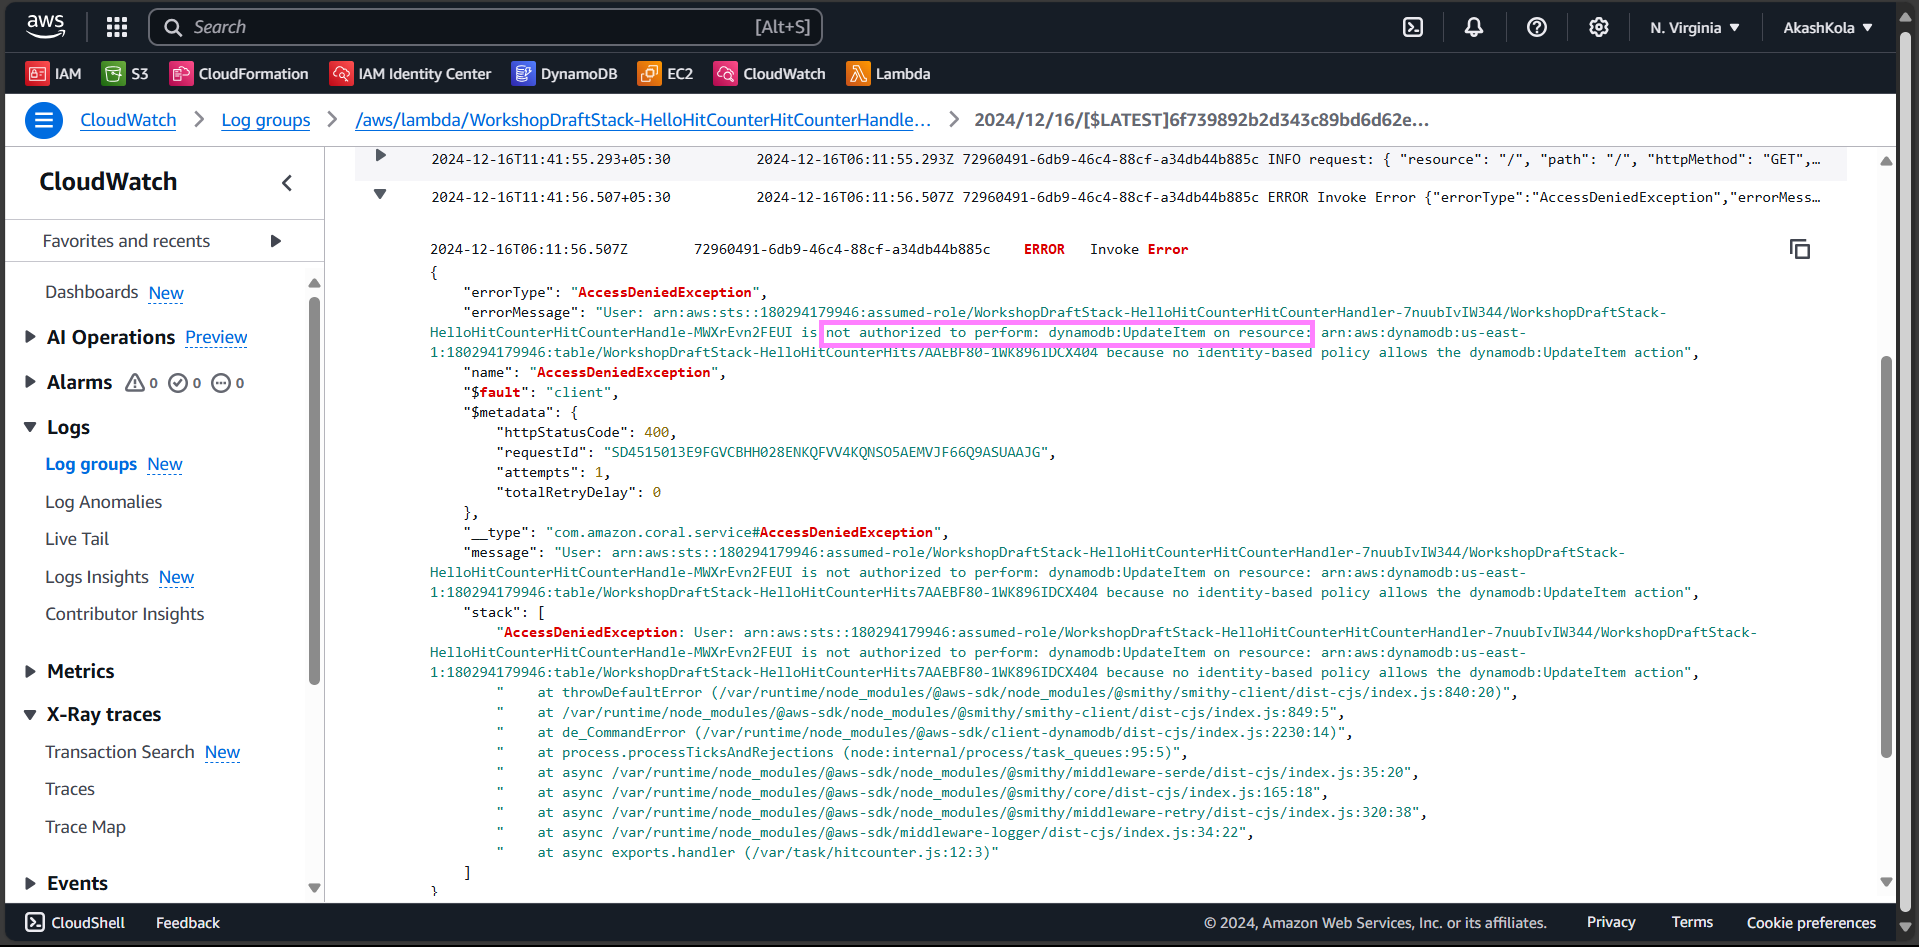 aws
Search [Alt+S]
N. Virginia
AkashKola
IAM S3 CloudFormation IAM Identity Center DynamoDB EC2 CloudWatch Lambda
CloudWatch Log groups /aws/lambda/WorkshopDraftStack-HelloHitCounterHitCounterHandle... 2024/12/16/[$LATEST]6f739892b2d343c89bd6d62e...
CloudWatch
Favorites and recents
Dashboards New
AI Operations Preview
Alarms 0 0 0
Logs
Log groups New
Log Anomalies
Live Tail
Logs Insights New
Contributor Insights
Metrics
X-Ray traces
Transaction Search New
Traces
Trace Map
Events
2024-12-16T11:41:55.293+05:30 2024-12-16T06:11:55.293Z 72960491-6db9-46c4-88cf-a34db44b885c INFO request: { "resource": "/", "path": "/", "httpMethod": "GET",…
2024-12-16T11:41:56.507+05:30 2024-12-16T06:11:56.507Z 72960491-6db9-46c4-88cf-a34db44b885c ERROR Invoke Error {"errorType":"AccessDeniedException","errorMess…
2024-12-16T06:11:56.507Z 72960491-6db9-46c4-88cf-a34db44b885c ERROR Invoke Error
{
"errorType": "AccessDeniedException",
"errorMessage": "User: arn:aws:sts::180294179946:assumed-role/WorkshopDraftStack-HelloHitCounterHitCounterHandler-7nuubIvIW344/WorkshopDraftStack-
HelloHitCounterHitCounterHandle-MWXrEvn2FEUI is not authorized to perform: dynamodb:UpdateItem on resource: arn:aws:dynamodb:us-east-
1:180294179946:table/WorkshopDraftStack-HelloHitCounterHits7AAEBF80-1WK896IDCX404 because no identity-based policy allows the dynamodb:UpdateItem action",
"name": "AccessDeniedException",
"$fault": "client",
"$metadata": {
"httpStatusCode": 400,
"requestId": "SD4515013E9FGVCBHH028ENKQFVV4KQNSO5AEMVJF66Q9ASUAAJG",
"attempts": 1,
"totalRetryDelay": 0
},
"__type": "com.amazon.coral.service#AccessDeniedException",
"message": "User: arn:aws:sts::180294179946:assumed-role/WorkshopDraftStack-HelloHitCounterHitCounterHandler-7nuubIvIW344/WorkshopDraftStack-
HelloHitCounterHitCounterHandle-MWXrEvn2FEUI is not authorized to perform: dynamodb:UpdateItem on resource: arn:aws:dynamodb:us-east-
1:180294179946:table/WorkshopDraftStack-HelloHitCounterHits7AAEBF80-1WK896IDCX404 because no identity-based policy allows the dynamodb:UpdateItem action",
"stack": [
"AccessDeniedException: User: arn:aws:sts::180294179946:assumed-role/WorkshopDraftStack-HelloHitCounterHitCounterHandler-7nuubIvIW344/WorkshopDraftStack-
HelloHitCounterHitCounterHandle-MWXrEvn2FEUI is not authorized to perform: dynamodb:UpdateItem on resource: arn:aws:dynamodb:us-east-
1:180294179946:table/WorkshopDraftStack-HelloHitCounterHits7AAEBF80-1WK896IDCX404 because no identity-based policy allows the dynamodb:UpdateItem action",
" at throwDefaultError (/var/runtime/node_modules/@aws-sdk/node_modules/@smithy/smithy-client/dist-cjs/index.js:840:20)",
" at /var/runtime/node_modules/@aws-sdk/node_modules/@smithy/smithy-client/dist-cjs/index.js:849:5",
" at de_CommandError (/var/runtime/node_modules/@aws-sdk/client-dynamodb/dist-cjs/index.js:2230:14)",
" at process.processTicksAndRejections (node:internal/process/task_queues:95:5)",
" at async /var/runtime/node_modules/@aws-sdk/node_modules/@smithy/middleware-serde/dist-cjs/index.js:35:20",
" at async /var/runtime/node_modules/@aws-sdk/node_modules/@smithy/core/dist-cjs/index.js:165:18",
" at async /var/runtime/node_modules/@aws-sdk/node_modules/@smithy/middleware-retry/dist-cjs/index.js:320:38",
" at async /var/runtime/node_modules/@aws-sdk/middleware-logger/dist-cjs/index.js:34:22",
" at async exports.handler (/var/task/hitcounter.js:12:3)"
]
}
CloudShell Feedback © 2024, Amazon Web Services, Inc. or its affiliates. Privacy Terms Cookie preferences